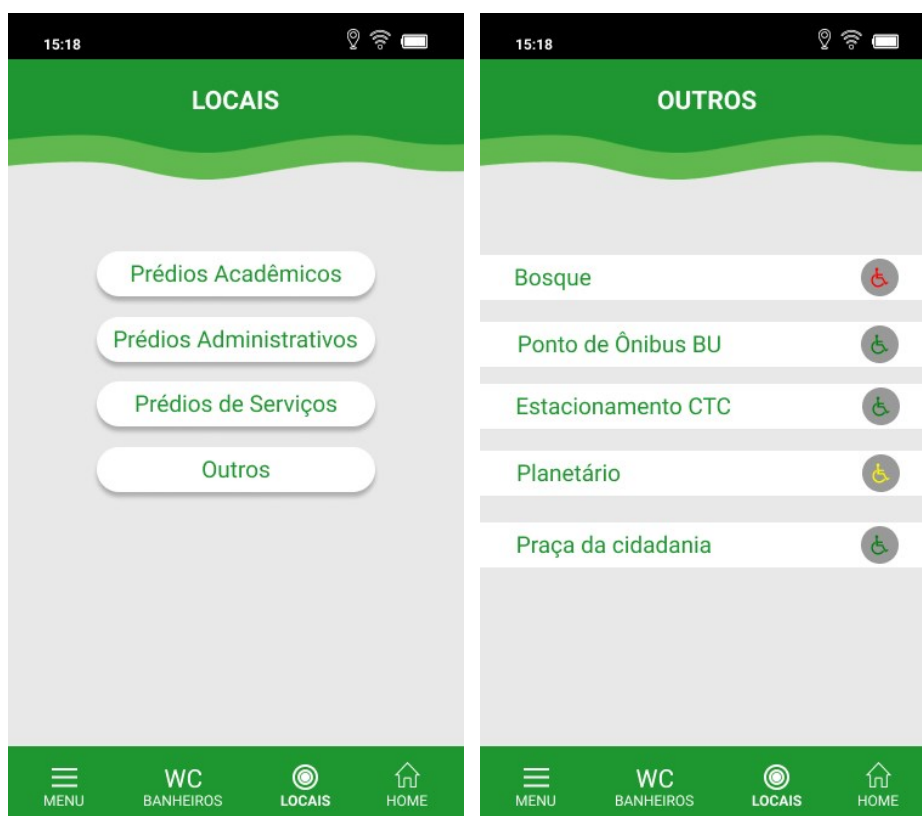 15:18
LOCAIS
Prédios Acadêmicos
Prédios Administrativos
Prédios de Serviços
Outros
MENU
WC
BANHEIROS
LOCAIS
HOME
15:18
OUTROS
Bosque
Ponto de Ônibus BU
Estacionamento CTC
Planetário
Praça da cidadania
MENU
WC
BANHEIROS
LOCAIS
HOME